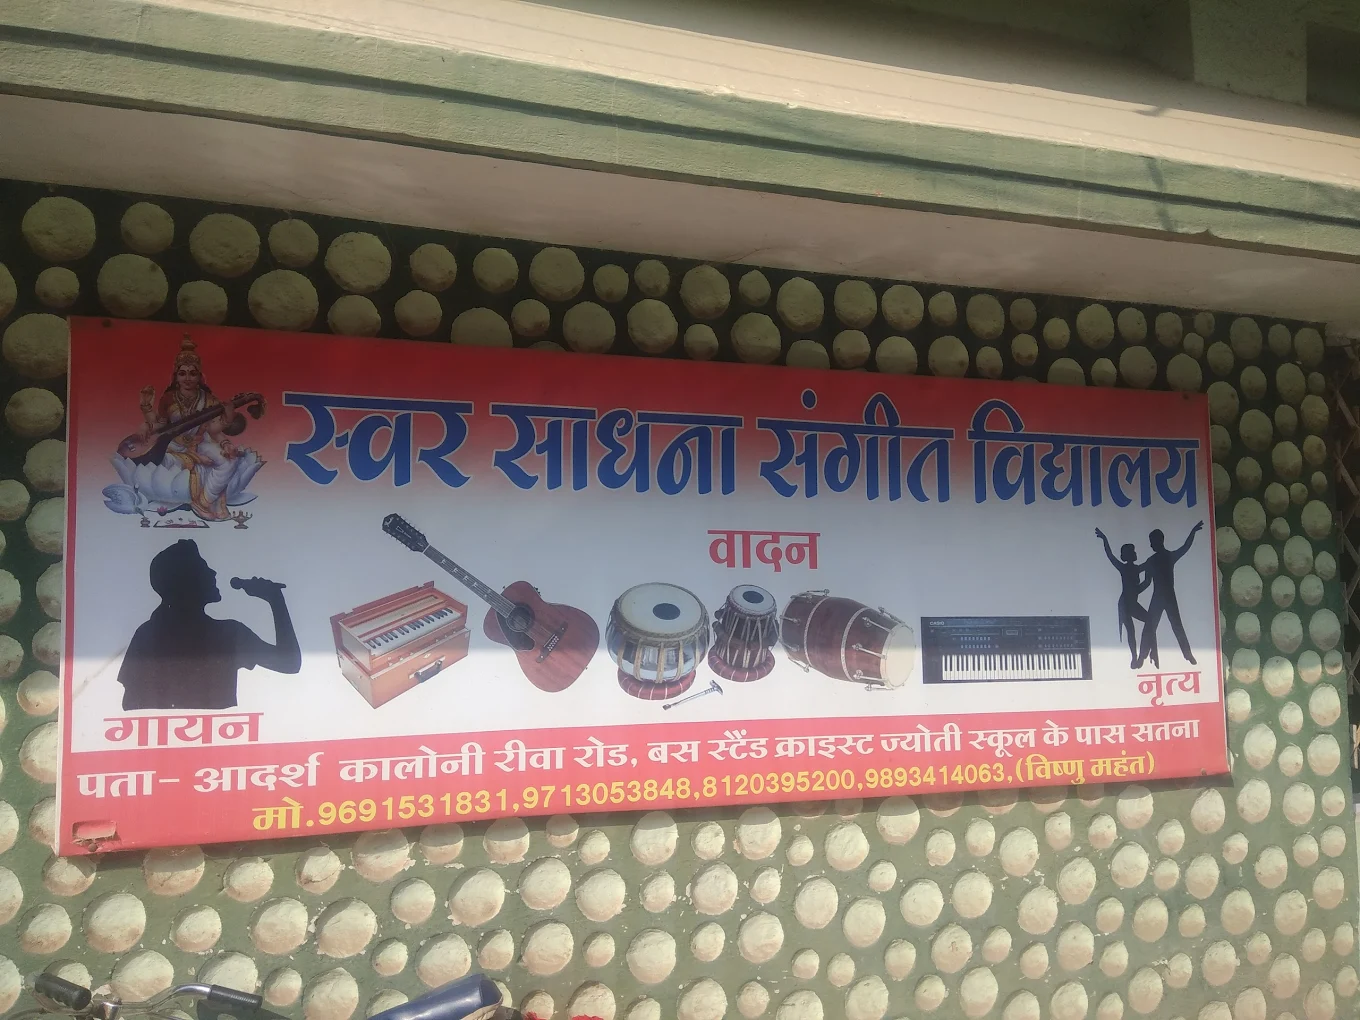 स्वर साधना संगीत विद्यालय
वादन
CASIO
गायन
नृत्य
पता- आदर्श कालोनी रीवा रोड, बस स्टैंड क्राइस्ट ज्योती स्कूल के पास सतना
मो.9691531831,9713053848,8120395200,9893414063,(विष्णु महंत)